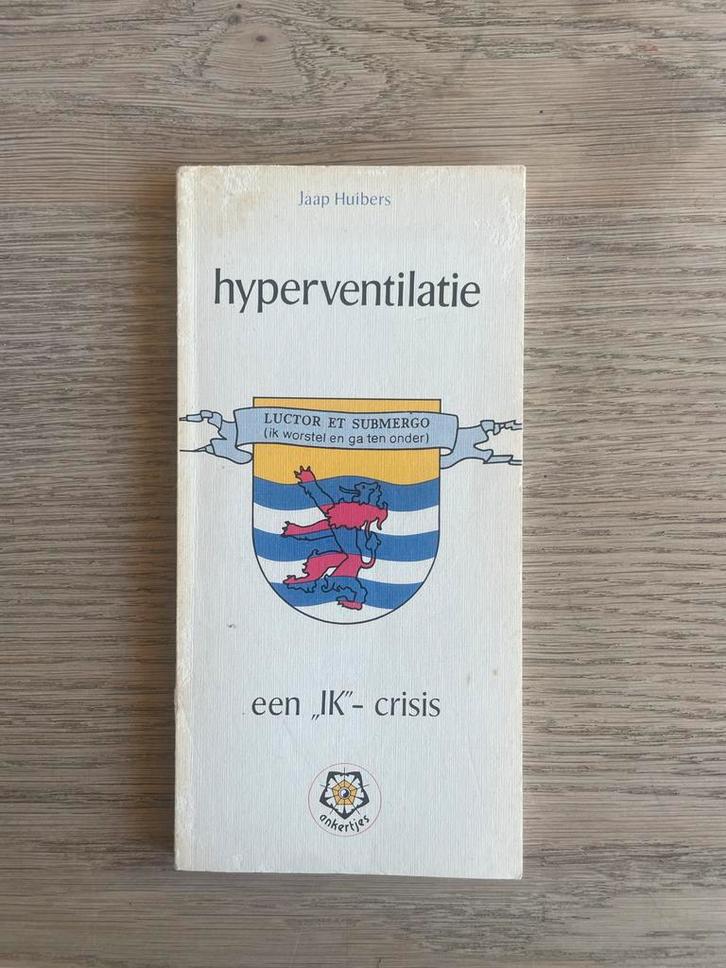 Jaap Huibers
hyperventilatie
LUCTOR ET SUBMERGO
(ik worstel en ga ten onder)
een „IK”- crisis
ankertjes